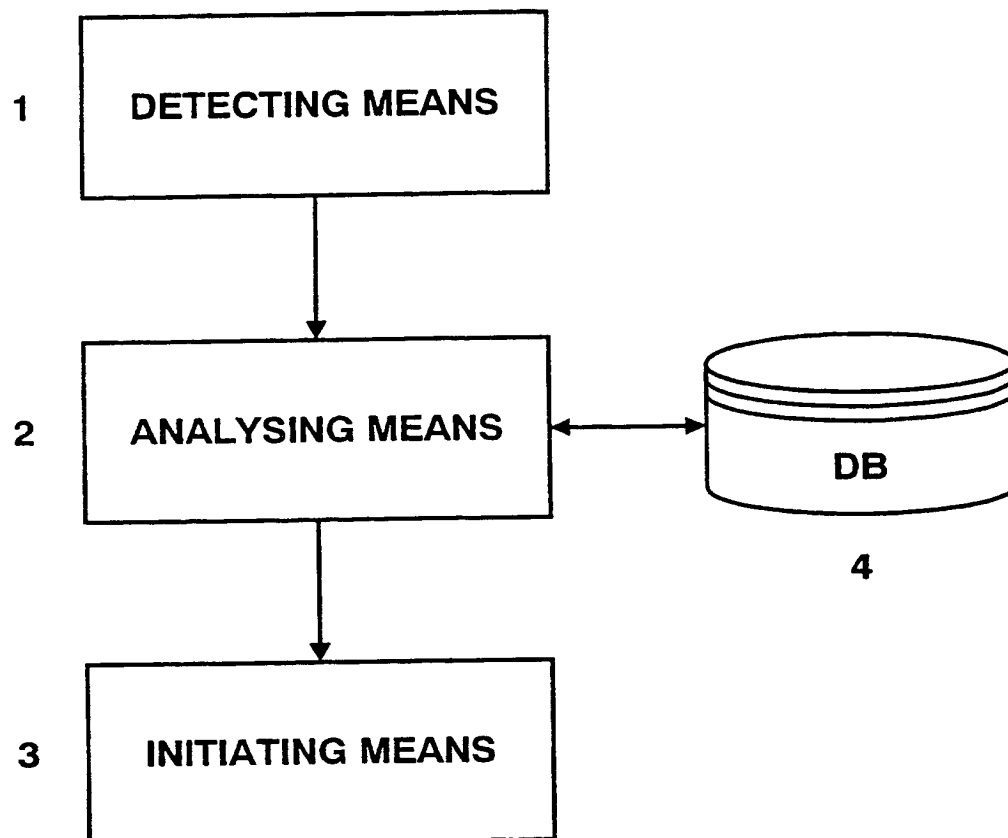 1 DETECTING MEANS
2 ANALYSING MEANS
DB
4
3 INITIATING MEANS